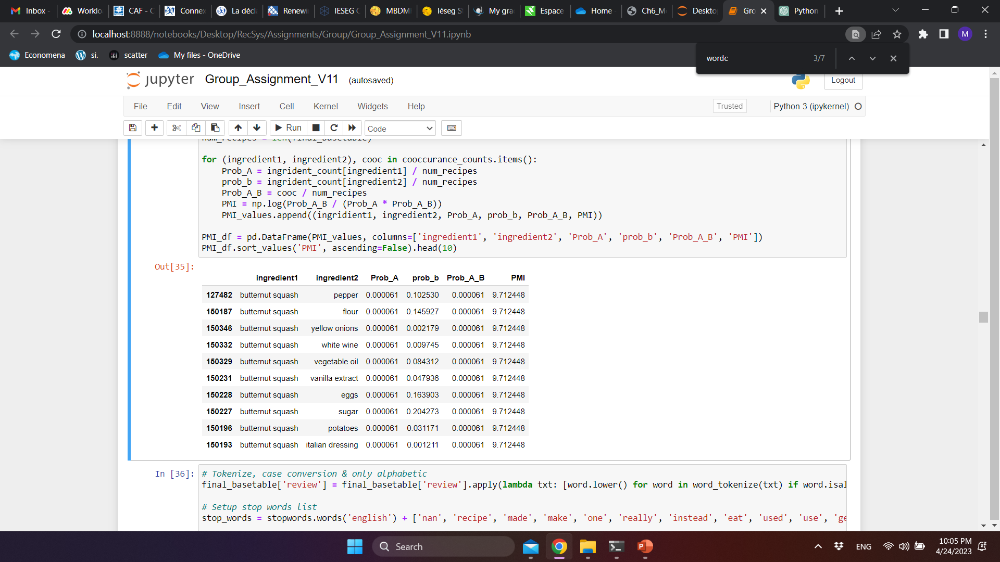 Inbox -
Worklo
CAF - C
Connex
La décl
Renewi
IESEG C
MBDM
Iéseg S
My gra
Espace
Home -
Ch6_M
Deskto
Gro
Python
localhost:8888/notebooks/Desktop/RecSys/Assignments/Group/Group_Assignment_V11.ipynb
M
Economena
si.
scatter
My files - OneDrive
wordc
3/7
jupyter
Group_Assignment_V11
(autosaved)
Logout
File Edit View Insert Cell Kernel Widgets Help
Trusted
Python 3 (ipykernel)
Run
Code
num_recipes = len(final_basetable)
for (ingredient1, ingredient2), cooc in cooccurance_counts.items():
Prob_A = ingrident_count[ingredient1] / num_recipes
prob_b = ingrident_count[ingredient2] / num_recipes
Prob_A_B = cooc / num_recipes
PMI = np.log(Prob_A_B / (Prob_A * Prob_A_B))
PMI_values.append((ingridient1, ingredient2, Prob_A, prob_b, Prob_A_B, PMI))
PMI_df = pd.DataFrame(PMI_values, columns=['ingredient1', 'ingredient2', 'Prob_A', 'prob_b', 'Prob_A_B', 'PMI'])
PMI_df.sort_values('PMI', ascending=False).head(10)
Out[35]:
ingredient1 ingredient2 Prob_A prob_b Prob_A_B PMI
127482 butternut squash pepper 0.000061 0.102530 0.000061 9.712448
150187 butternut squash flour 0.000061 0.145927 0.000061 9.712448
150346 butternut squash yellow onions 0.000061 0.002179 0.000061 9.712448
150332 butternut squash white wine 0.000061 0.009745 0.000061 9.712448
150329 butternut squash vegetable oil 0.000061 0.084312 0.000061 9.712448
150231 butternut squash vanilla extract 0.000061 0.047936 0.000061 9.712448
150228 butternut squash eggs 0.000061 0.163903 0.000061 9.712448
150227 butternut squash sugar 0.000061 0.204273 0.000061 9.712448
150196 butternut squash potatoes 0.000061 0.031171 0.000061 9.712448
150193 butternut squash italian dressing 0.000061 0.001211 0.000061 9.712448
In [36]:
# Tokenize, case conversion & only alphabetic
final_basetable['review'] = final_basetable['review'].apply(lambda txt: [word.lower() for word in word_tokenize(txt) if word.isal
# Setup stop words list
stop_words = stopwords.words('english') + ['nan', 'recipe', 'made', 'make', 'one', 'really', 'instead', 'eat', 'used', 'use', 'ge
Search
ENG
10:05 PM
4/24/2023